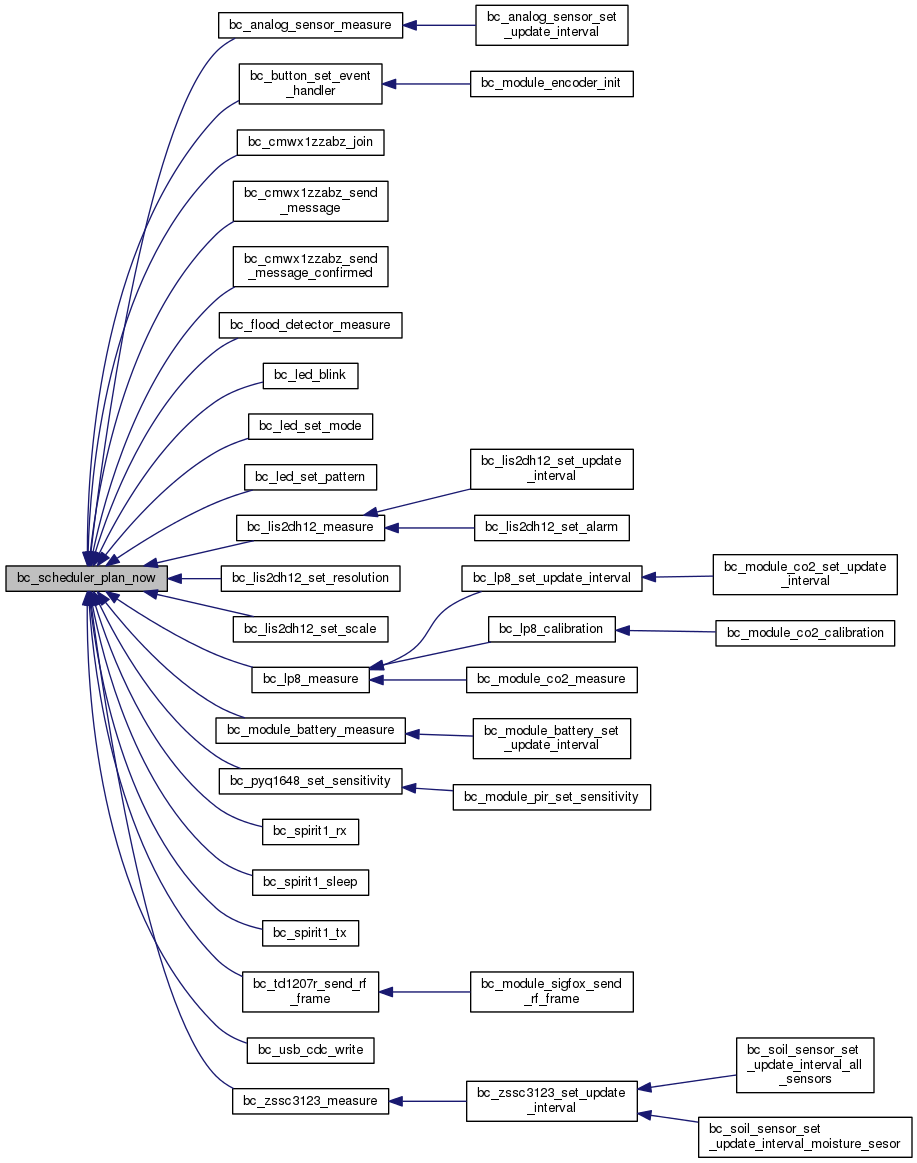 bc_analog_sensor_measure
bc_analog_sensor_set
_update_interval
bc_button_set_event
_handler
bc_module_encoder_init
bc_cmwx1zzabz_join
bc_cmwx1zzabz_send
_message
bc_cmwx1zzabz_send
_message_confirmed
bc_flood_detector_measure
bc_led_blink
bc_led_set_mode
bc_led_set_pattern
bc_lis2dh12_set_update
_interval
bc_lis2dh12_measure
bc_lis2dh12_set_alarm
bc_scheduler_plan_now
bc_lis2dh12_set_resolution
bc_lp8_set_update_interval
bc_module_co2_set_update
_interval
bc_lis2dh12_set_scale
bc_lp8_calibration
bc_module_co2_calibration
bc_lp8_measure
bc_module_co2_measure
bc_module_battery_measure
bc_module_battery_set
_update_interval
bc_pyq1648_set_sensitivity
bc_module_pir_set_sensitivity
bc_spirit1_rx
bc_spirit1_sleep
bc_spirit1_tx
bc_td1207r_send_rf
_frame
bc_module_sigfox_send
_rf_frame
bc_usb_cdc_write
bc_soil_sensor_set
_update_interval_all
_sensors
bc_zssc3123_measure
bc_zssc3123_set_update
_interval
bc_soil_sensor_set
_update_interval_moisture_sesor